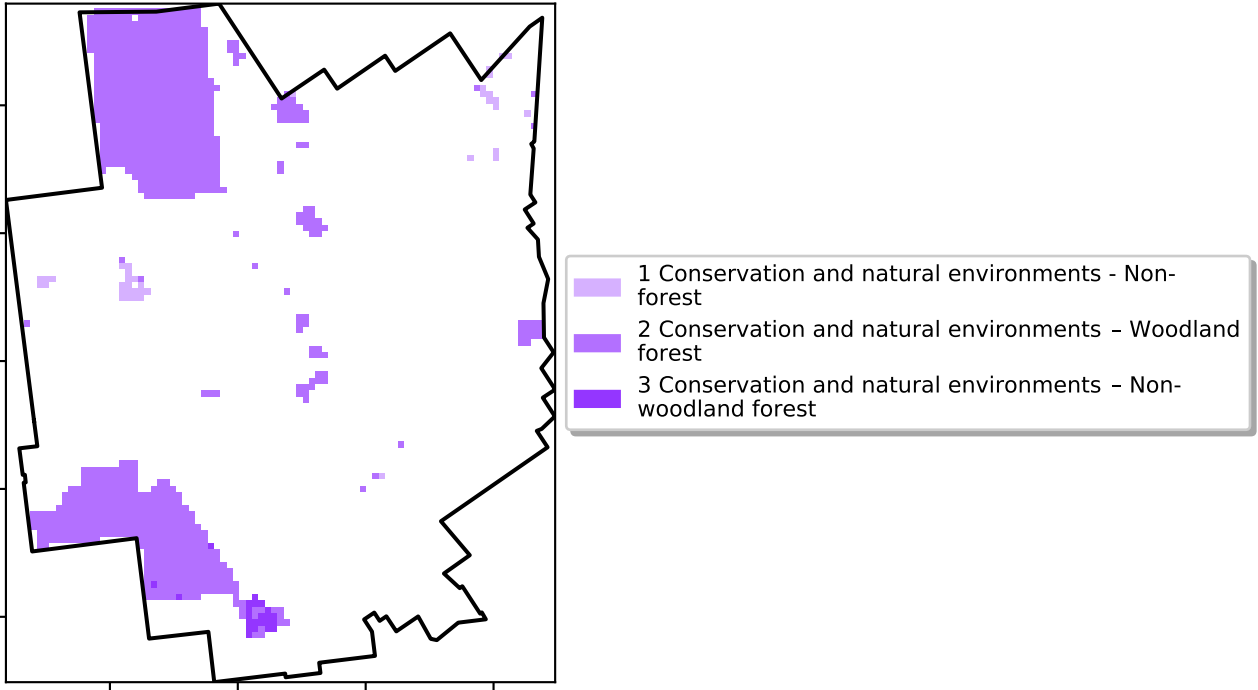 1 Conservation and natural environments - Non-
forest
2 Conservation and natural environments – Woodland
forest
3 Conservation and natural environments – Non-
woodland forest